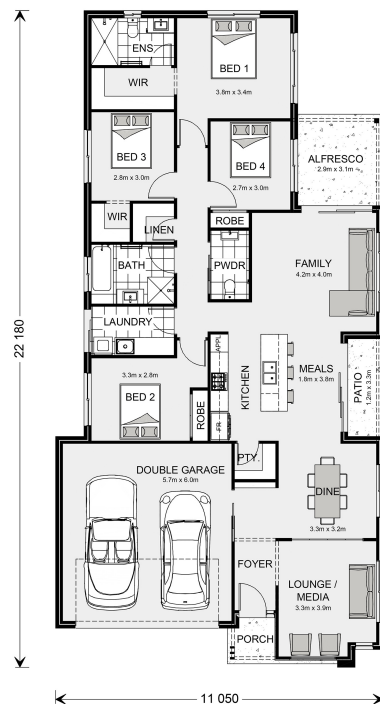 ENS
BED 1
WIR
3.8m x 3.4m
BED 3
2.8m x 3.0m
BED 4
2.7m x 3.0m
ALFRESCO
2.9m x 3.1m
WIR
LINEN
ROBE
BATH
PWDR
FAMILY
4.2m x 4.0m
LAUNDRY
22 180
3.3m x 2.8m
BED 2
ROBE
APPL
FR
KITCHEN
MEALS
1.8m x 3.8m
PATIO
1.2m x 3.3m
PTY
DOUBLE GARAGE
5.7m x 6.0m
DINE
3.3m x 3.2m
FOYER
LOUNGE /
MEDIA
3.3m x 3.9m
PORCH
11 050